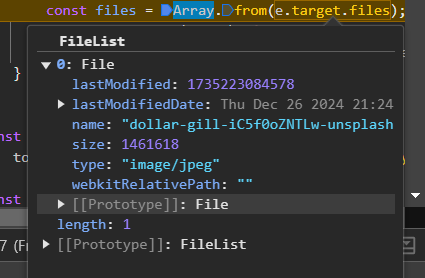 const files = Array.from(e.target.files);
FileList
▼ 0: File
lastModified: 1735223084578
▶ lastModifiedDate: Thu Dec 26 2024 21:24
name: "dollar-gill-iC5f0oZNTLw-unsplash
size: 1461618
type: "image/jpeg"
webkitRelativePath: ""
▶ [[Prototype]]: File
length: 1
▶ [[Prototype]]: FileList
}
nst
to
nst
7 (Fr